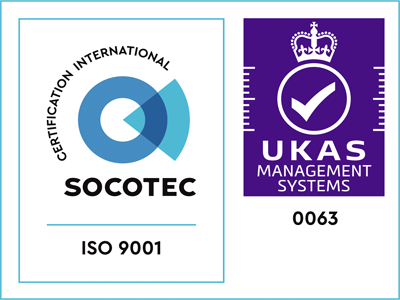 CERTIFICATION INTERNATIONAL
SOCOTEC
ISO 9001
UKAS
MANAGEMENT
SYSTEMS
0063